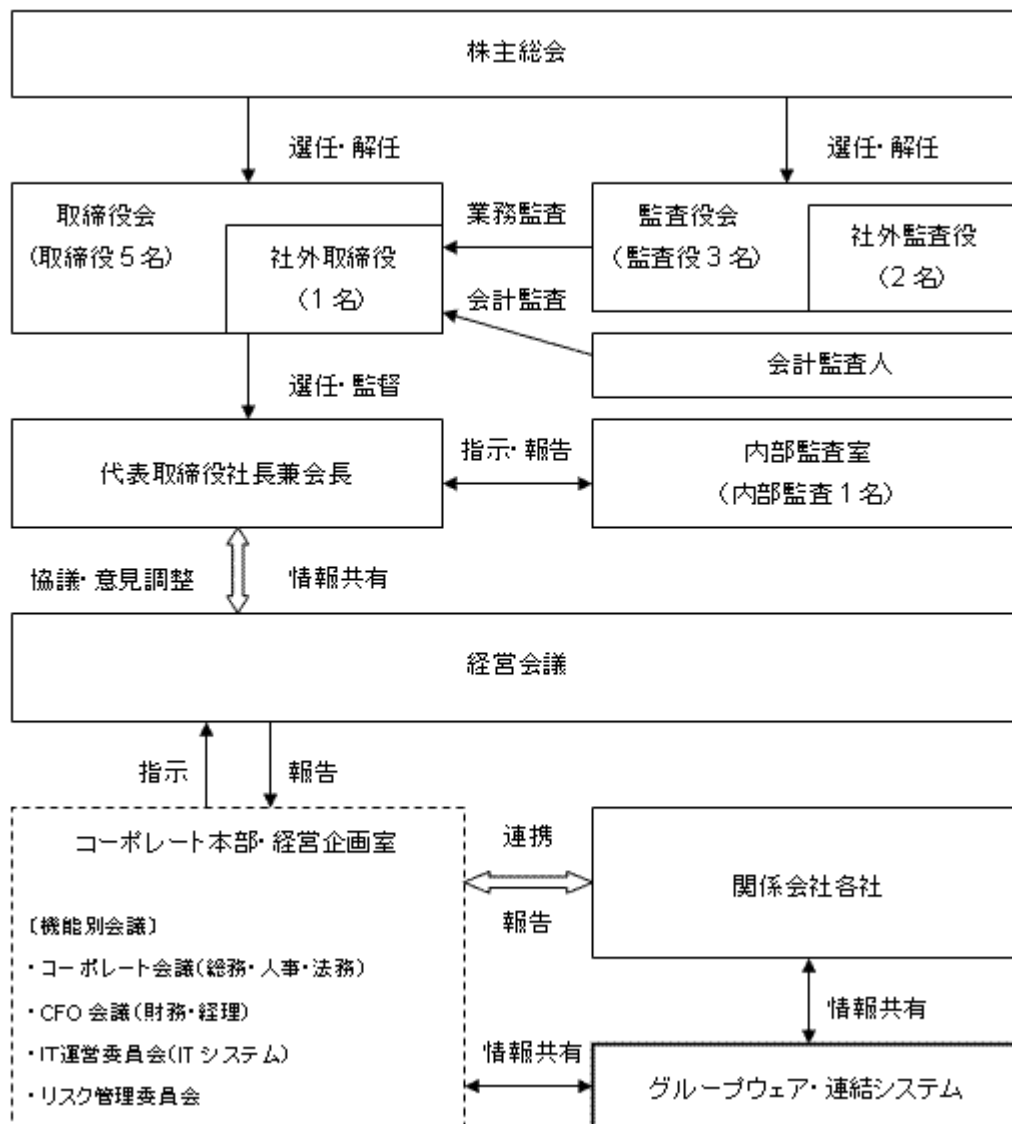 株主総会
選任・解任
選任・解任
取締役会
(取締役5名)
社外取締役
(1名)
業務監査
会計監査
監査役会
(監査役3名)
社外監査役
(2名)
会計監査人
選任・監督
代表取締役社長兼会長
指示・報告
内部監査室
(内部監査1名)
協議・意見調整
情報共有
経営会議
指示
報告
コーポレート本部・経営企画室
〔機能別会議〕
・コーポレート会議(総務・人事・法務)
・CFO会議(財務・経理)
・IT運営委員会(ITシステム)
・リスク管理委員会
連携
報告
関係会社各社
情報共有
情報共有
グループウェア・連結システム